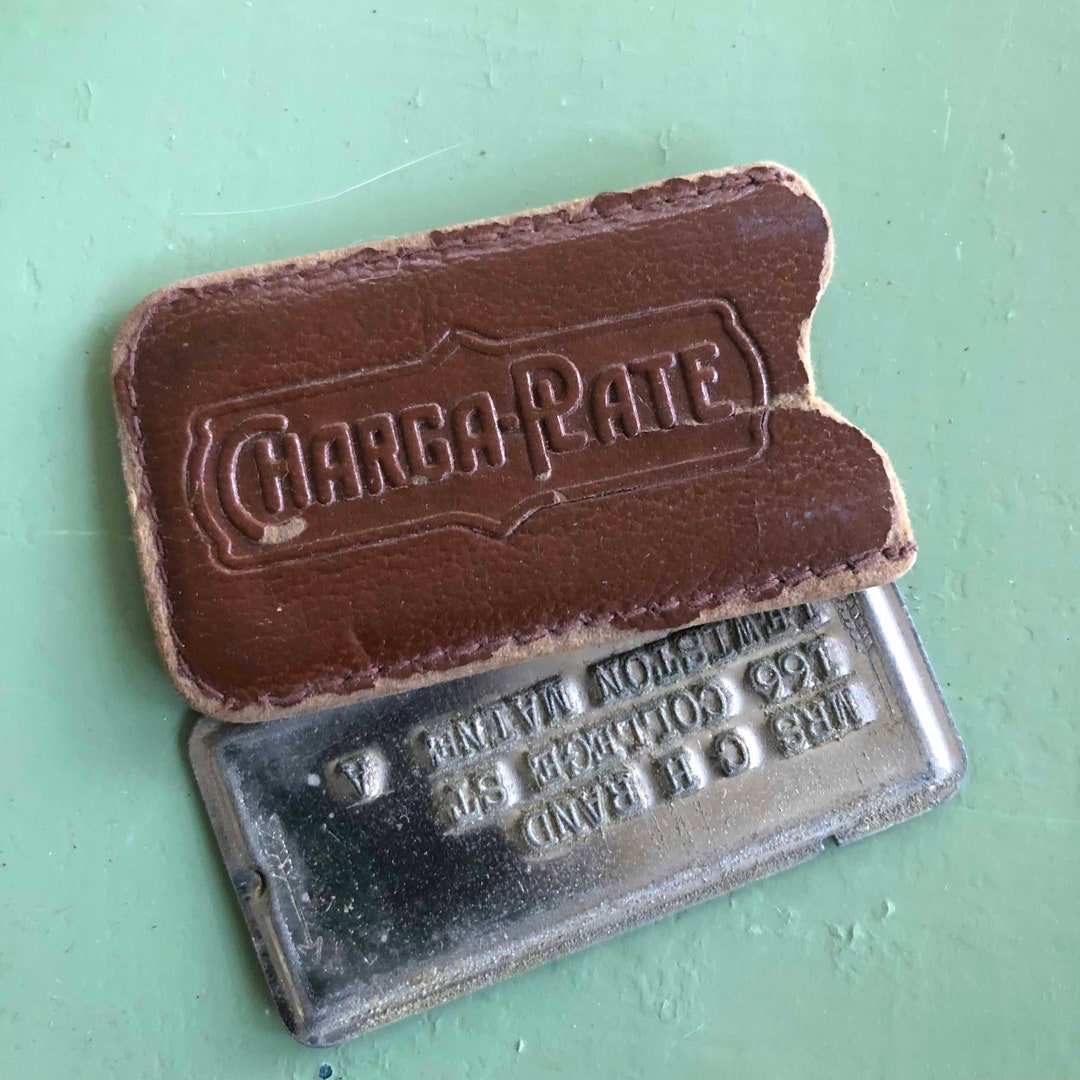 CHARGA-PLATE
MRS C H RAND
166 COLLEGE ST
LEWISTON MAINE A